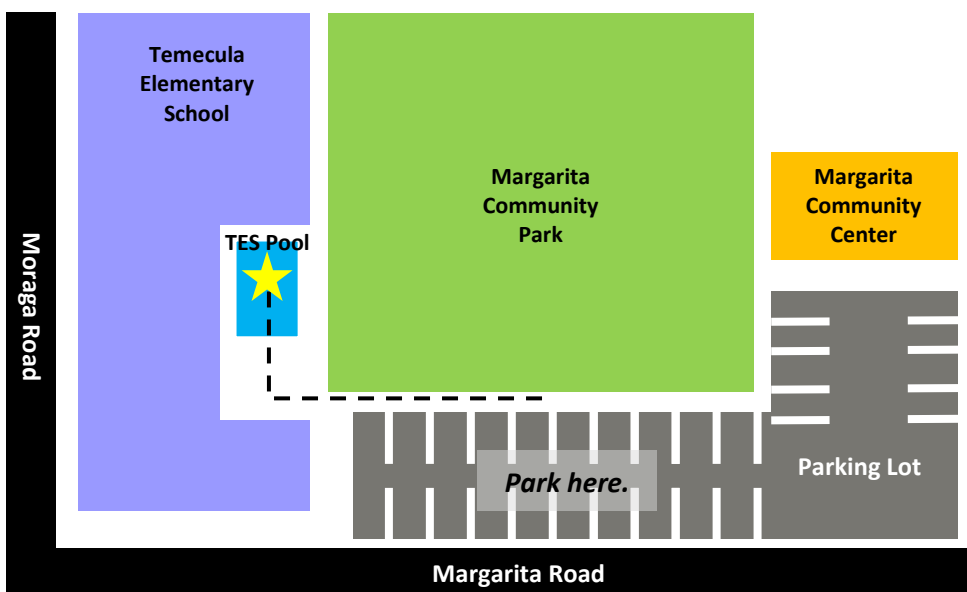 Temecula
Elementary
School
Margarita
Community
Park
Margarita
Community
Center
TES Pool
Moraga Road
Parking Lot
Park here.
Margarita Road